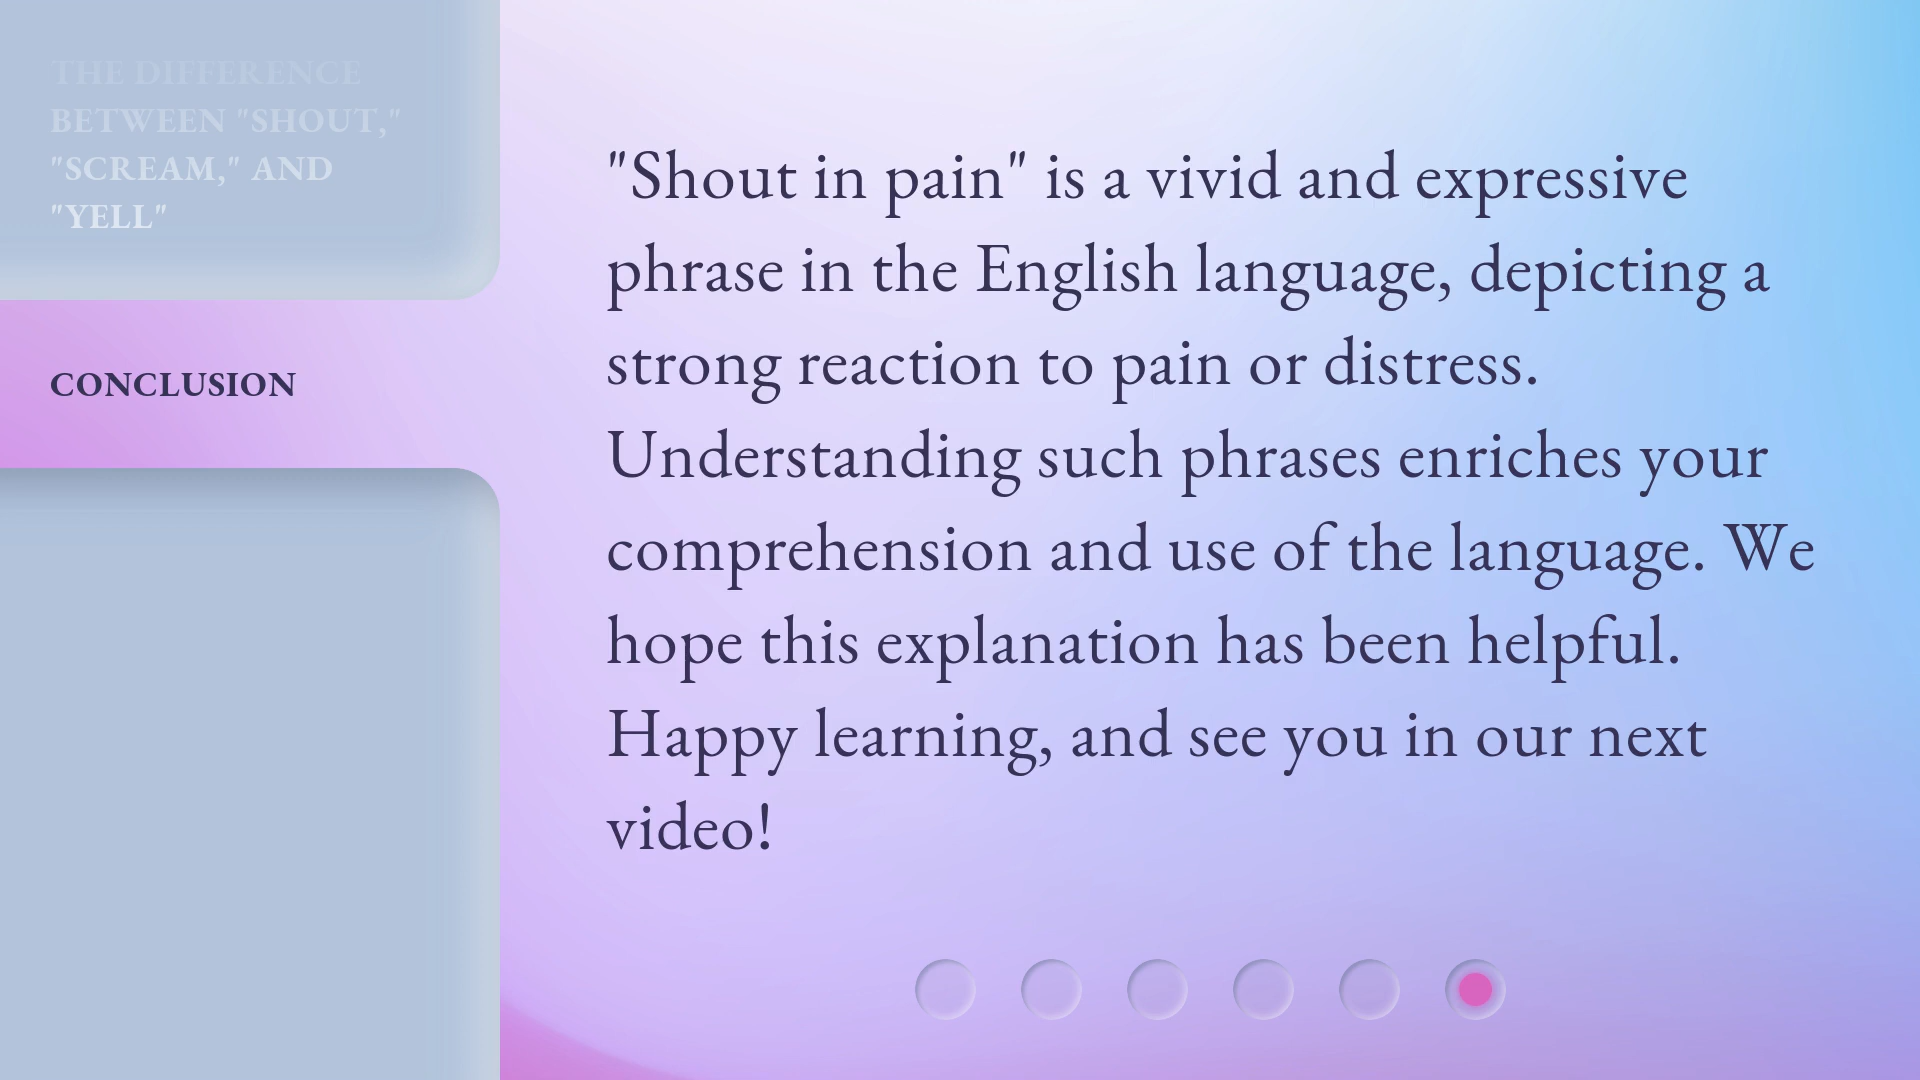 THE DIFFERENCE
BETWEEN "SHOUT,"
"SCREAM," AND
"YELL"
CONCLUSION
"Shout in pain" is a vivid and expressive
phrase in the English language, depicting a
strong reaction to pain or distress.
Understanding such phrases enriches your
comprehension and use of the language. We
hope this explanation has been helpful.
Happy learning, and see you in our next
video!